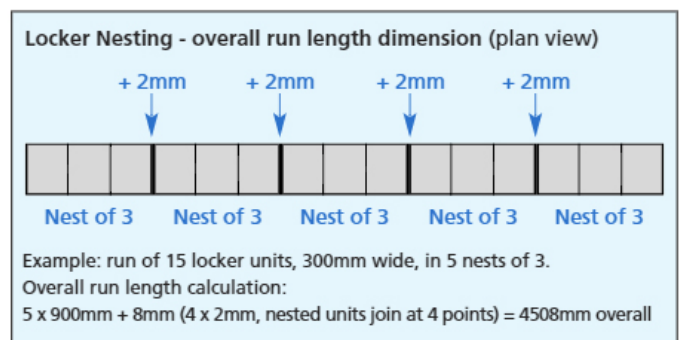 Locker Nesting - overall run length dimension (plan view)
+ 2mm + 2mm + 2mm + 2mm
Nest of 3 Nest of 3 Nest of 3 Nest of 3 Nest of 3
Example: run of 15 locker units, 300mm wide, in 5 nests of 3.
Overall run length calculation:
5 x 900mm + 8mm (4 x 2mm, nested units join at 4 points) = 4508mm overall